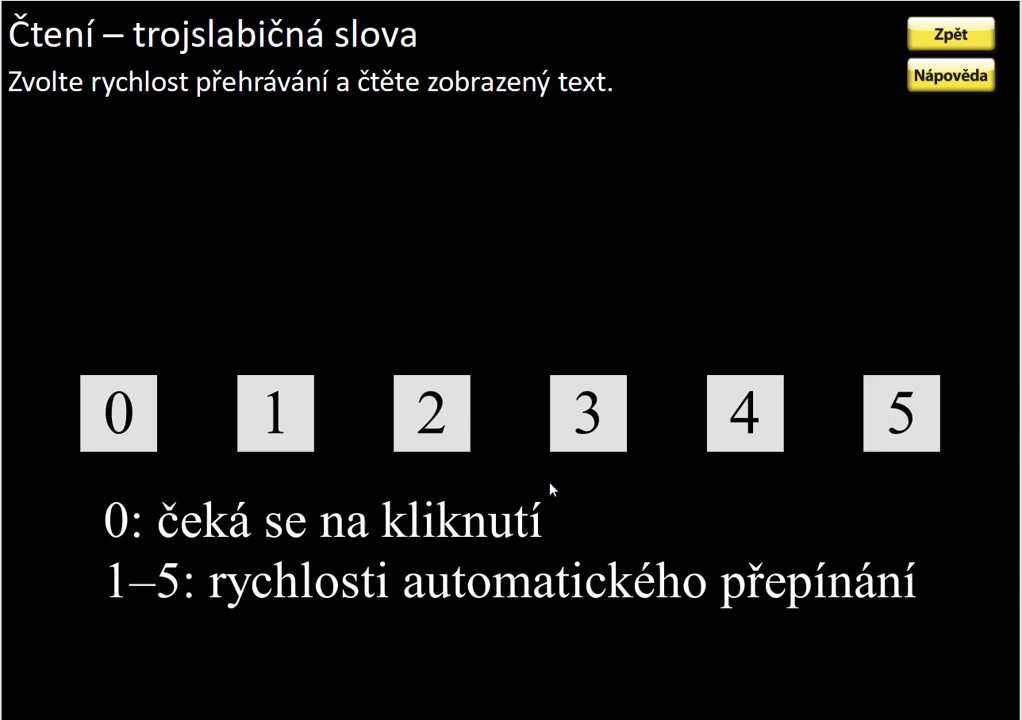 Čtení – trojslabičná slova
Zpět
Zvolte rychlost přehrávání a čtěte zobrazený text.
Nápověda
0 1 2 3 4 5
0: čeká se na kliknutí
1–5: rychlosti automatického přepínání